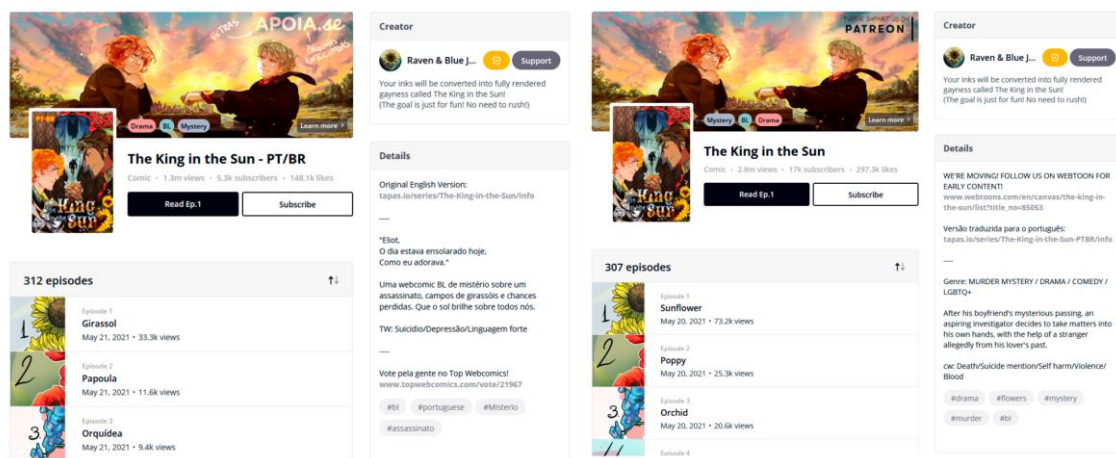 EXTRAS
APOIA.se
PT-BR
Drama
BL
Mystery
Learn more
The King in the Sun - PT/BR
Comic • 1.3m views • 5.3k subscribers • 148.1k likes
Read Ep.1
Subscribe
312 episodes
1
Episode 1
Girassol
May 21, 2021 • 33.3k views
2
Episode 2
Papoula
May 21, 2021 • 11.6k views
3
Episode 3
Orquídea
May 21, 2021 • 9.4k views
Creator
Raven & Blue J...
Support
Your inks will be converted into fully rendered
gayness called The King in the Sun!
(The goal is just for fun! No need to rush!)
Details
Original English Version:
tapas.io/series/The-King-in-the-Sun/info
----
"Eliot,
O dia estava ensolarado hoje,
Como eu adorava."
Uma webcomic BL de mistério sobre um
assassinato, campos de girassóis e chances
perdidas. Que o sol brilhe sobre todos nós.
TW: Suicídio/Depressão/Linguagem forte
----
Vote pela gente no Top Webcomics!
www.topwebcomics.com/vote/21967
#bl #portuguese #Misterio
#assassinato
PLEASE SUPPORT US ON
PATREON
Mystery
BL
Drama
Learn more
The King in the Sun
Comic • 2.8m views • 17k subscribers • 297.3k likes
Read Ep.1
Subscribe
307 episodes
1
Episode 1
Sunflower
May 20, 2021 • 73.2k views
2
Episode 2
Poppy
May 20, 2021 • 25.3k views
3
Episode 3
Orchid
May 20, 2021 • 20.6k views
Episode 4
Creator
Raven & Blue J...
Support
Your inks will be converted into fully rendered
gayness called The King in the Sun!
(The goal is just for fun! No need to rush!)
Details
WE'RE MOVING! FOLLOW US ON WEBTOON FOR
EARLY CONTENT!
www.webtoons.com/en/canvas/the-king-in-
the-sun/list?title_no=85053
Versão traduzida para o português:
tapas.io/series/The-King-in-the-Sun-PTBR/info
----
Genre: MURDER MYSTERY / DRAMA / COMEDY /
LGBTQ+
After his boyfriend's mysterious passing, an
aspiring investigator decides to take matters into
his own hands, with the help of a stranger
allegedly from his lover's past.
cw: Death/Suicide mention/Self harm/Violence/
Blood
#drama #flowers #mystery
#murder #bl